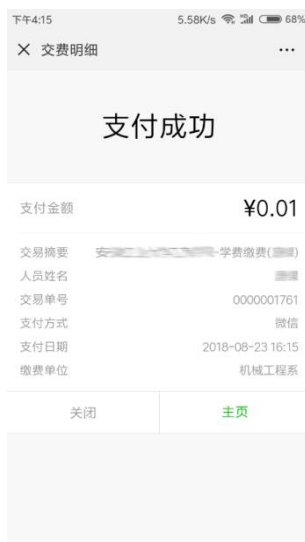 下午4:15 5.58K/s 68%
交费明细
支付成功
支付金额 ¥0.01
交易摘要 安 -学费缴费( )
人员姓名
交易单号 0000001761
支付方式 微信
支付日期 2018-08-23 16:15
缴费单位 机械工程系
关闭 主页